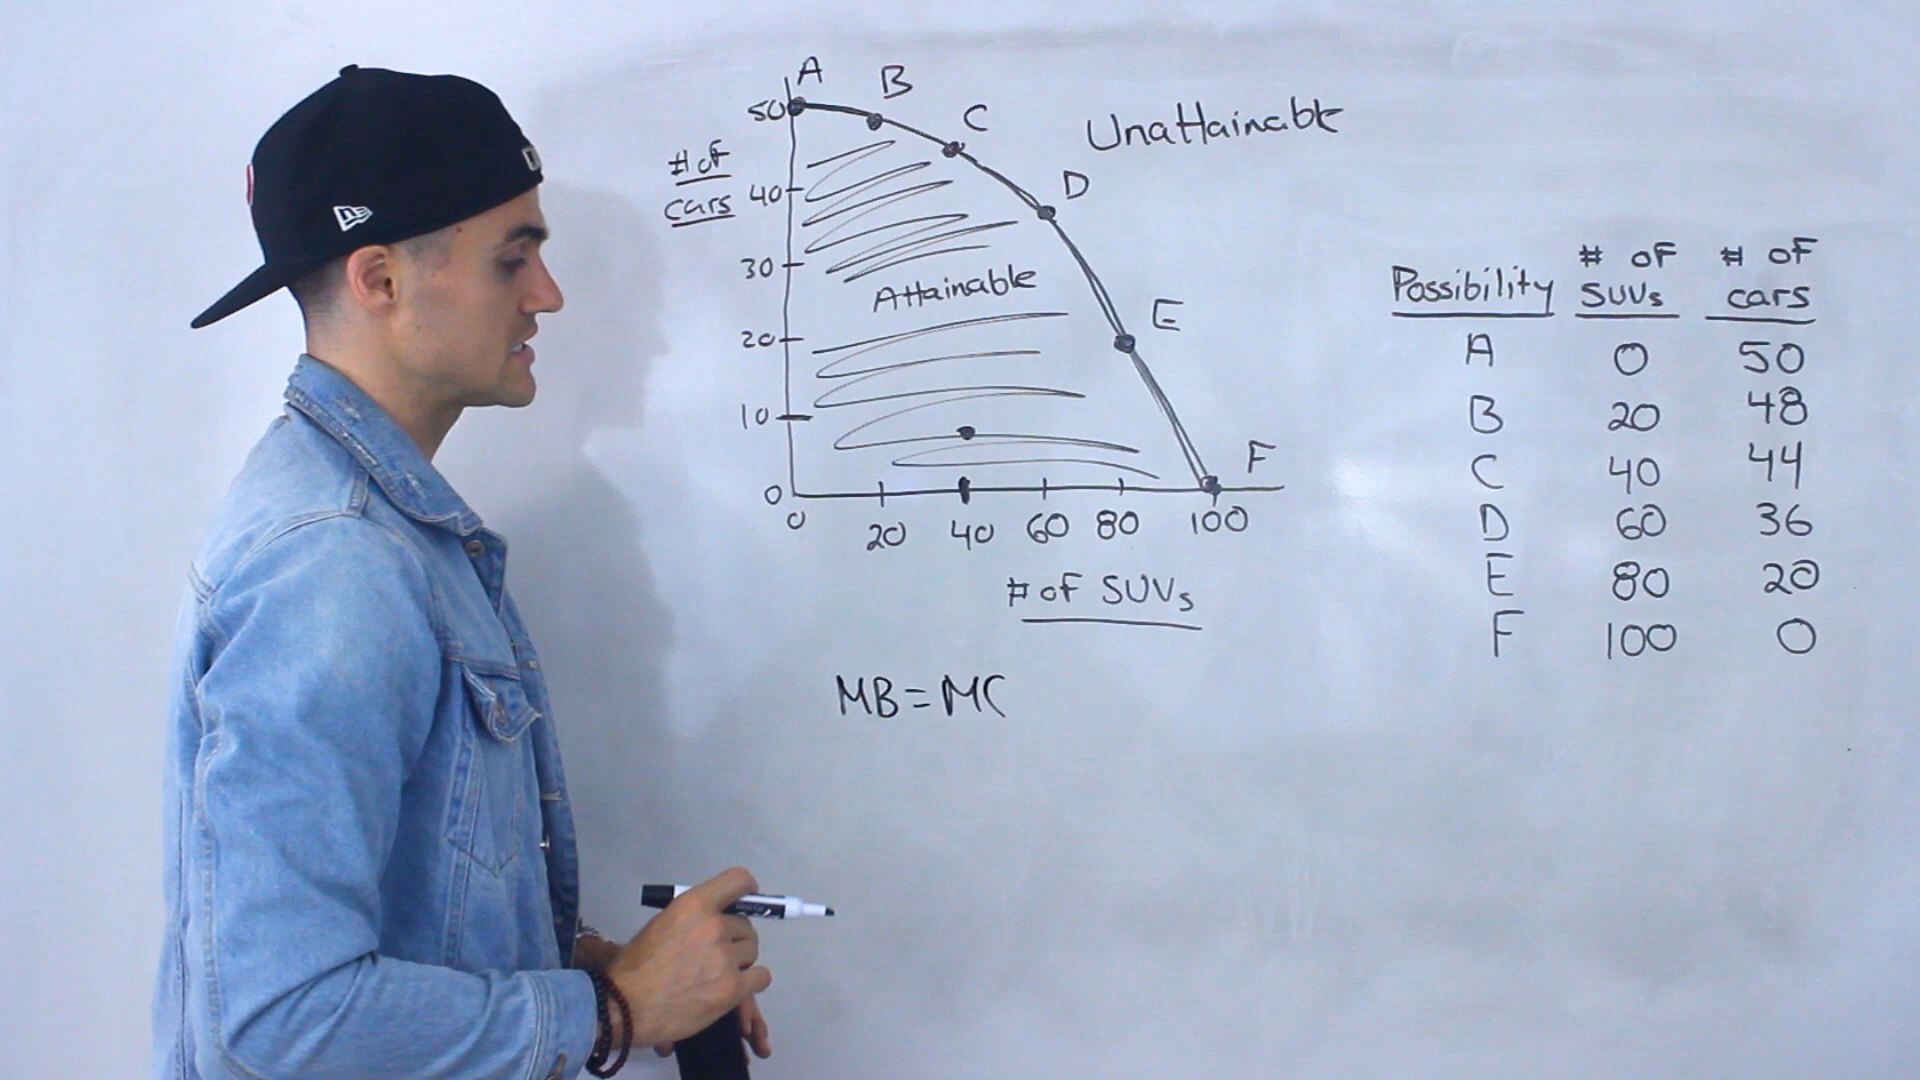 A
B
50
C
Unattainable
# of
cars
40
D
30
Attainable
20
E
10
F
0
0 20 40 60 80 100
# of SUVs
MB=MC
Possibility # of SUVs # of cars
A 0 50
B 20 48
C 40 44
D 60 36
E 80 20
F 100 0